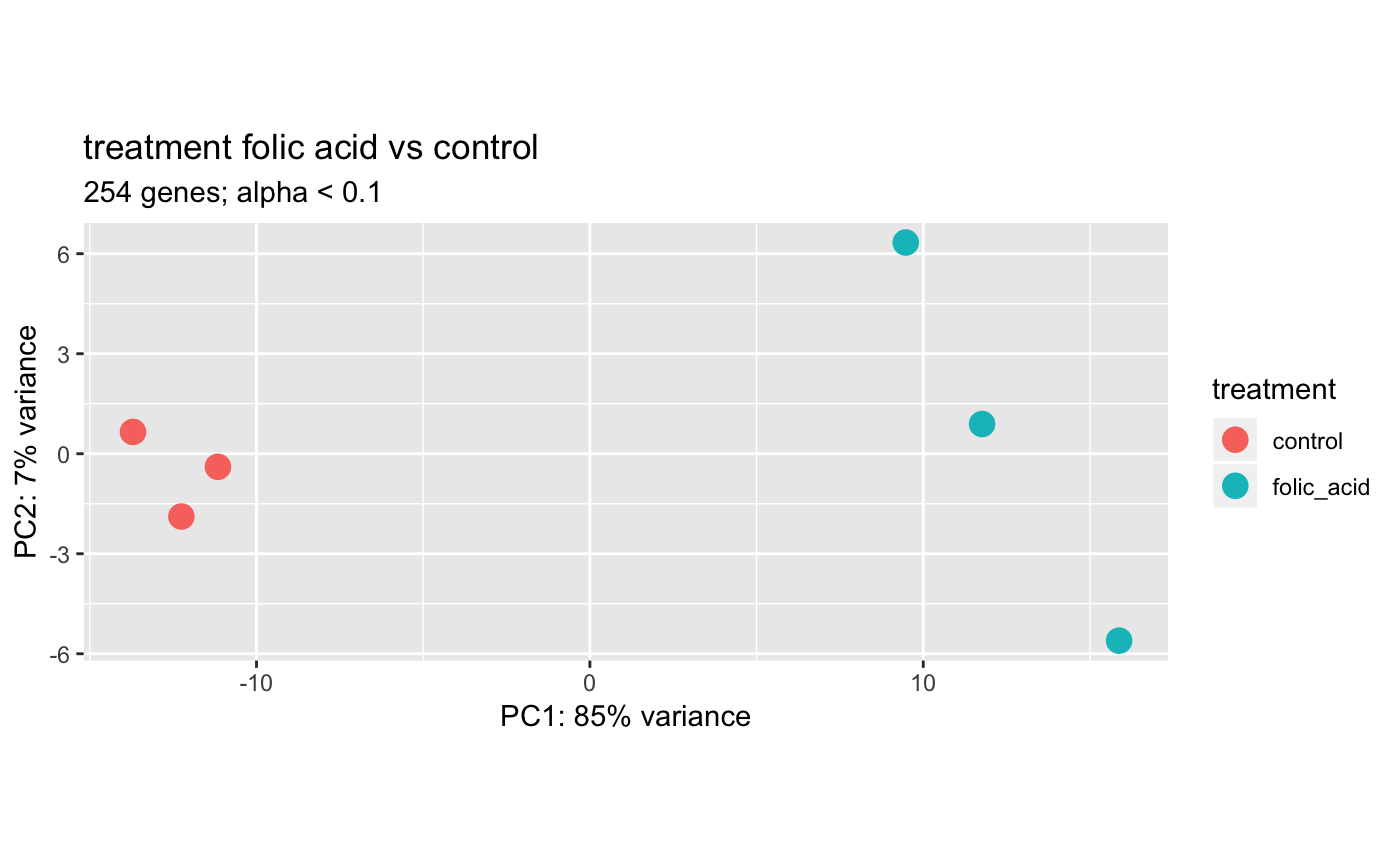 treatment folic acid vs control
254 genes; alpha < 0.1
6
3
0
-3
-6
PC2: 7% variance
-10
0
10
PC1: 85% variance
treatment
control
folic_acid